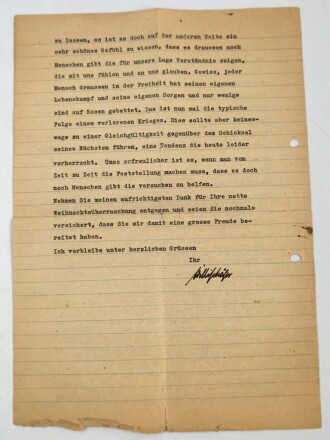 zu lassen, so ist es doch auf der anderen Seite ein
sehr schönes Gefühl zu wissen, dass es draussen noch
Menschen gibt die für unsere Lage Verständnis zeigen,
die mit uns fühlen und an uns glauben. Gewiss, jeder
Mensch draussen in der Freiheit hat seinen eigenen
Lebenskampf und seine eigenen Sorgen und nur wenige
sind auf Rosen gebettet. Das ist nun mal die typische
Folge eines verlorenen Krieges. Dies sollte aber keines-
wegs zu einer Gleichgültigkeit gegenüber dem Schicksal
seines Nächsten führen, eine Tendenz die heute leider
vorherrscht. Umso erfreulicher ist es, wenn man von
Zeit zu Zeit die Feststellung machen muss, dass es doch
noch Menschen gibt die versuchen zu helfen.
Nehmen Sie meinen aufrichtigsten Dank für Ihre nette
Weihnachtsüberraschung entgegen und seien Sie nochmals
versichert, dass Sie mir damit eine grosse Freude be-
reitet haben.
Ich verbleibe unter herzlichen Grüssen
Ihr